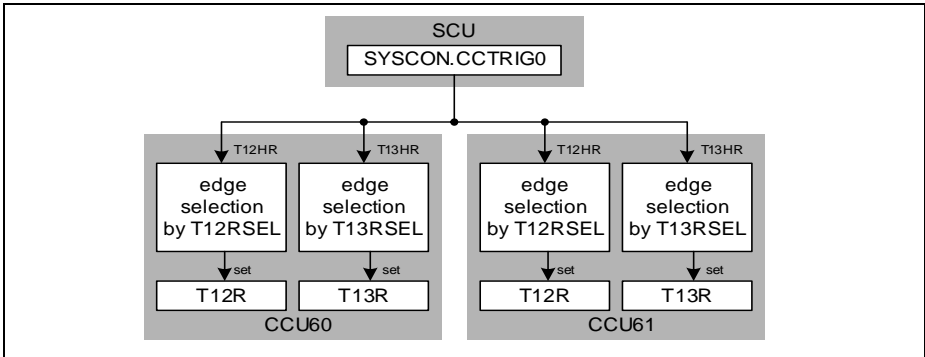 SCU
SYSCON.CCTRIG0
T12HR
T13HR
T12HR
T13HR
edge
selection
by T12RSEL
edge
selection
by T13RSEL
edge
selection
by T12RSEL
edge
selection
by T13RSEL
set
set
set
set
T12R
T13R
T12R
T13R
CCU60
CCU61